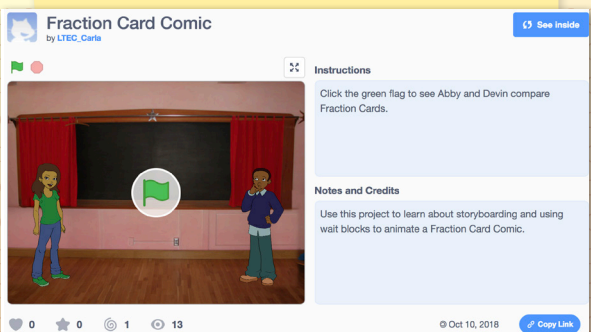 Fraction Card Comic
by LTEC_Carla
See inside
Instructions
Click the green flag to see Abby and Devin compare
Fraction Cards.
Notes and Credits
Use this project to learn about storyboarding and using
wait blocks to animate a Fraction Card Comic.
0 0 1 13
© Oct 10, 2018
Copy Link